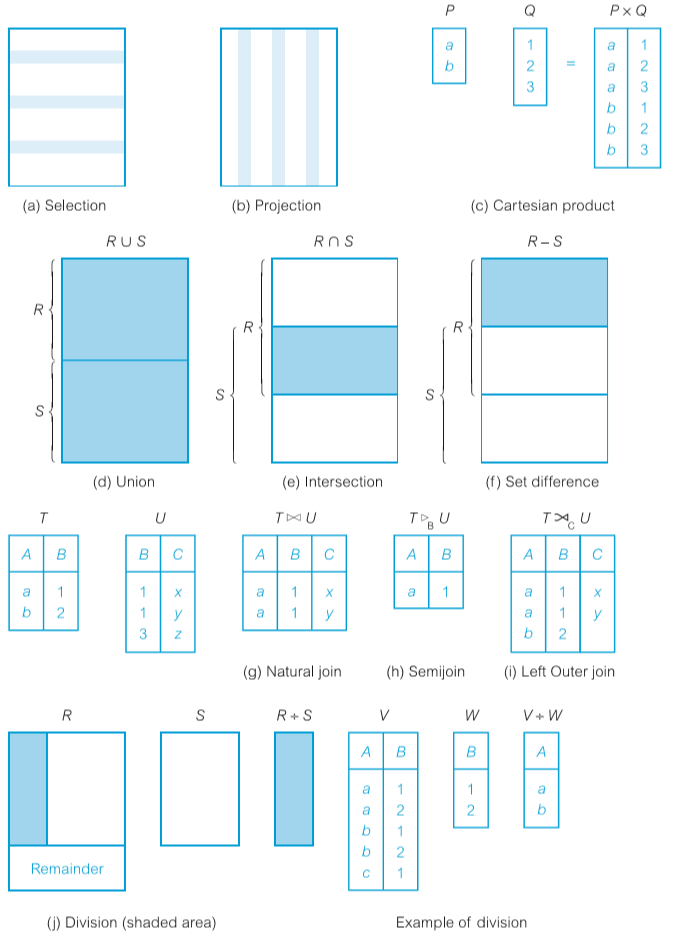 P Q P × Q
a 1 a 1
b 2 = a 2
3 a 3
b 1
b 2
b 3
(a) Selection (b) Projection (c) Cartesian product
R ∪ S R ∩ S R – S
R R R
S S S
(d) Union (e) Intersection (f) Set difference
T U T ⋈ U T ▷B U T ⟕C U
A B B C A B C A B A B C
a 1 1 x a 1 x a 1 a 1 x
b 2 1 y a 1 y a 1 y
3 z b 2
(g) Natural join (h) Semijoin (i) Left Outer join
R S R ÷ S V W V ÷ W
A B B A
a 1 1 a
a 2 2 b
b 1
b 2
Remainder c 1
(j) Division (shaded area) Example of division